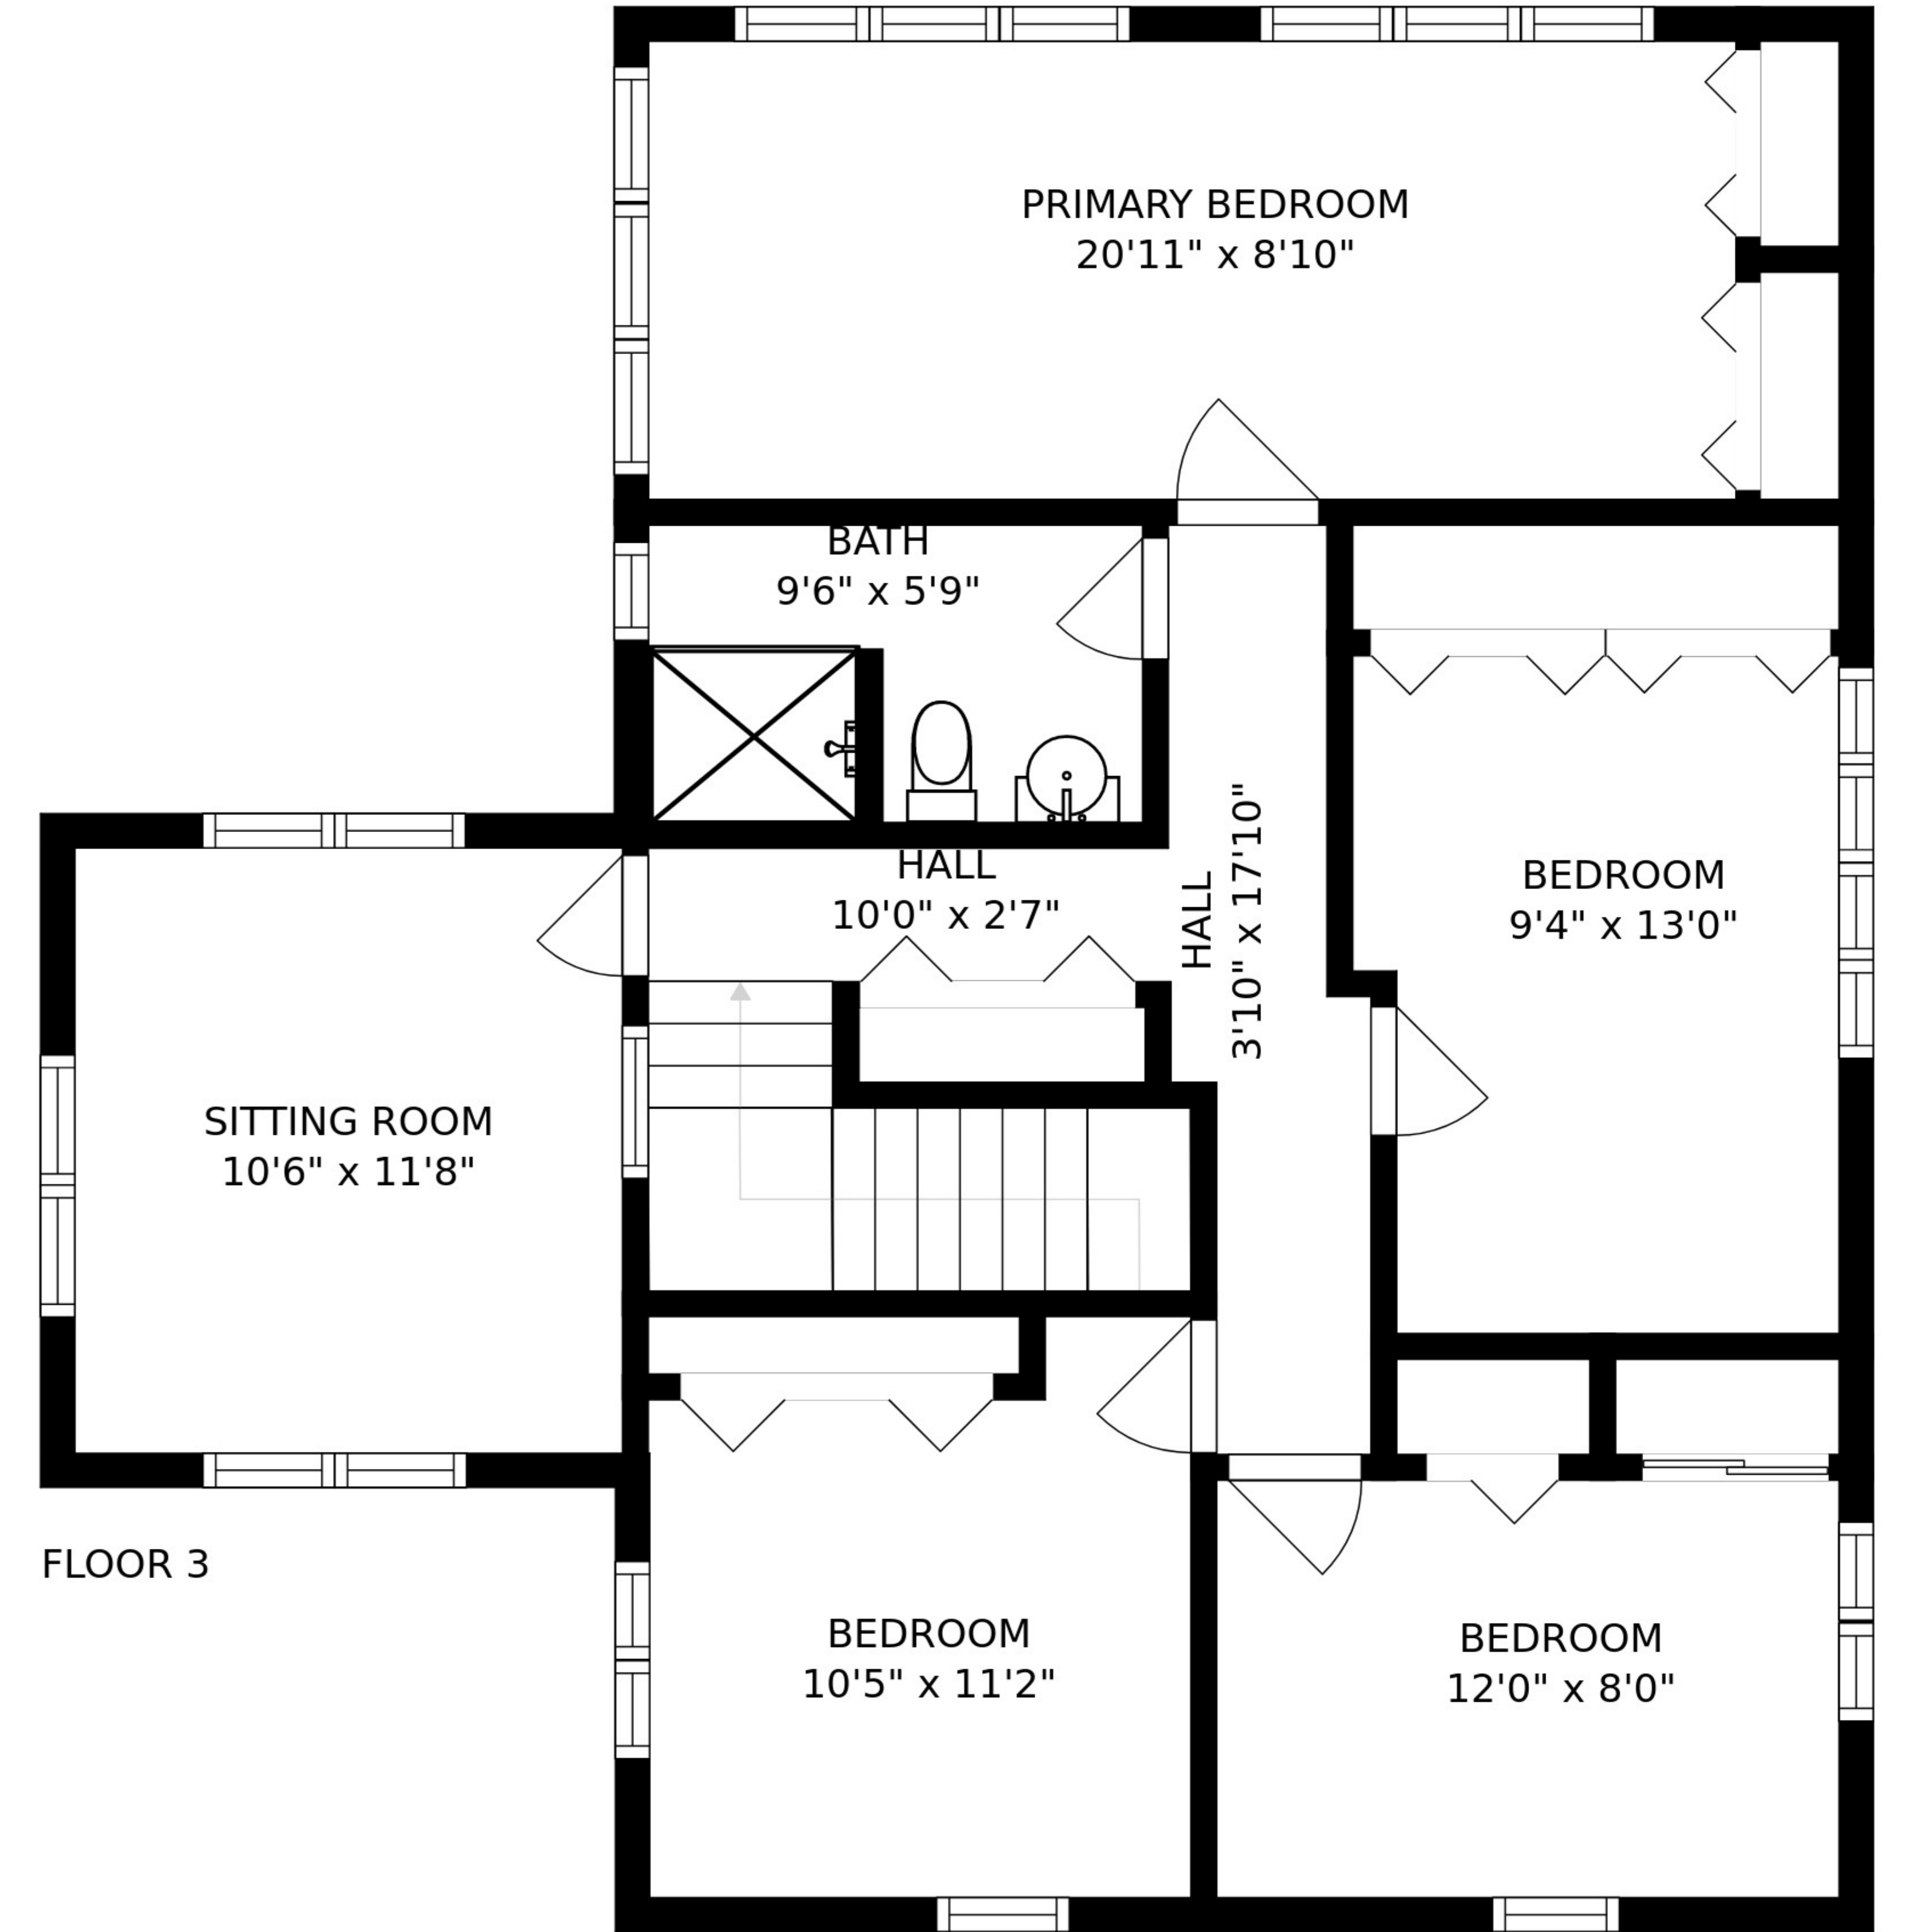 PRIMARY BEDROOM
20'11" x 8'10"
BATH
9'6" x 5'9"
HALL
10'0" x 2'7"
HALL
3'10" x 17'10"
BEDROOM
9'4" x 13'0"
SITTING ROOM
10'6" x 11'8"
FLOOR 3
BEDROOM
10'5" x 11'2"
BEDROOM
12'0" x 8'0"